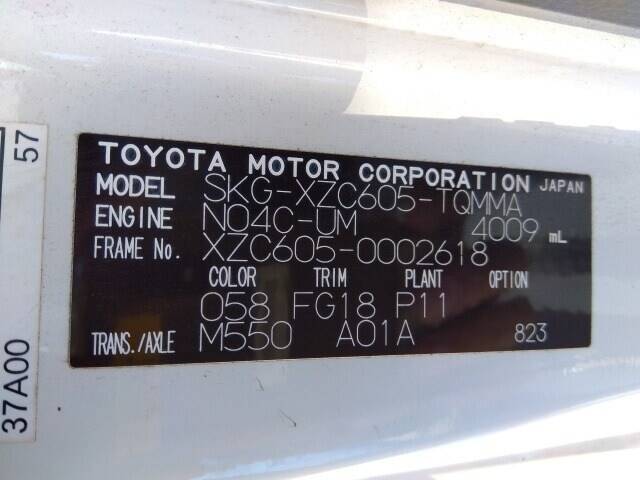 TOYOTA MOTOR CORPORATION JAPAN
MODEL SKG-XZC605-TQMMA
ENGINE N04C-UM 4009 mL
FRAME No. XZC605-0002618
COLOR TRIM PLANT OPTION
058 FG18 P11
TRANS./AXLE M550 A01A 823
37A00 57